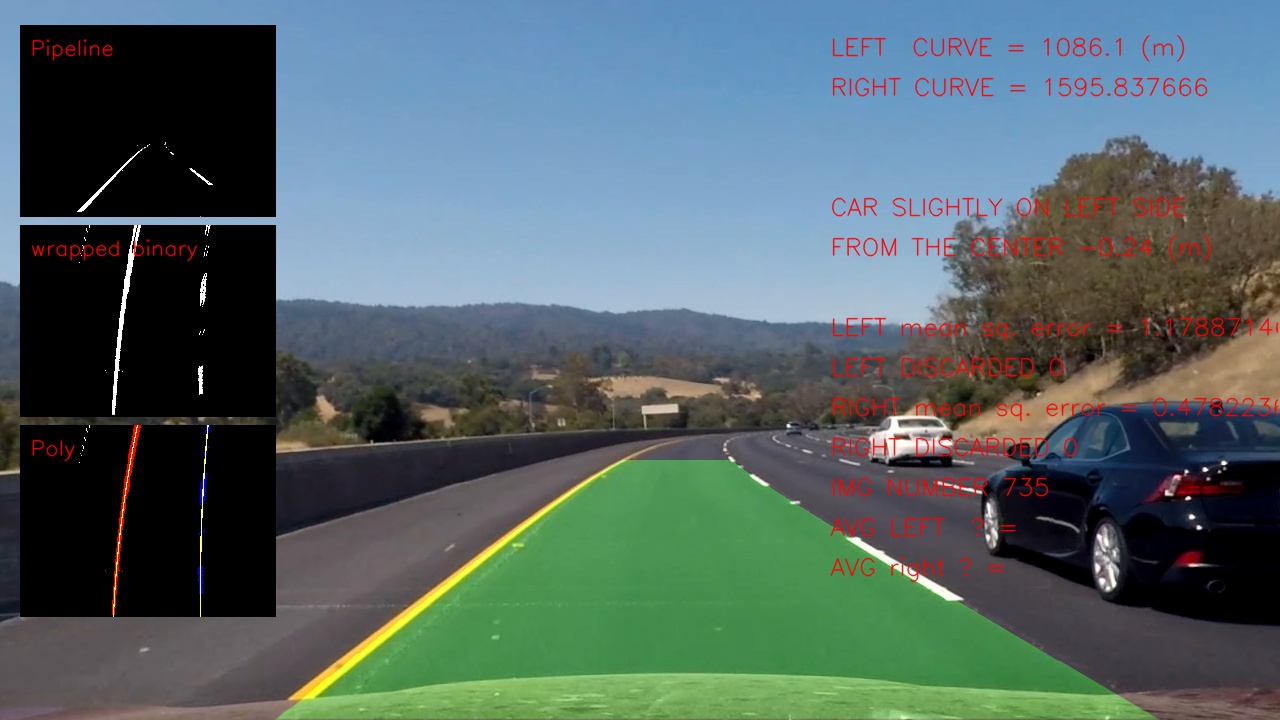 Pipeline
wrapped binary
Poly
LEFT CURVE = 1086.1 (m)
RIGHT CURVE = 1595.837666
CAR SLIGHTLY ON LEFT SIDE
FROM THE CENTER -0.24 (m)
LEFT mean sq. error = 1.1788714
LEFT DISCARDED 0
RIGHT mean sq. error = 0.478223
RIGHT DISCARDED 0
IMG NUMBER 735
AVG LEFT ? =
AVG right ? =